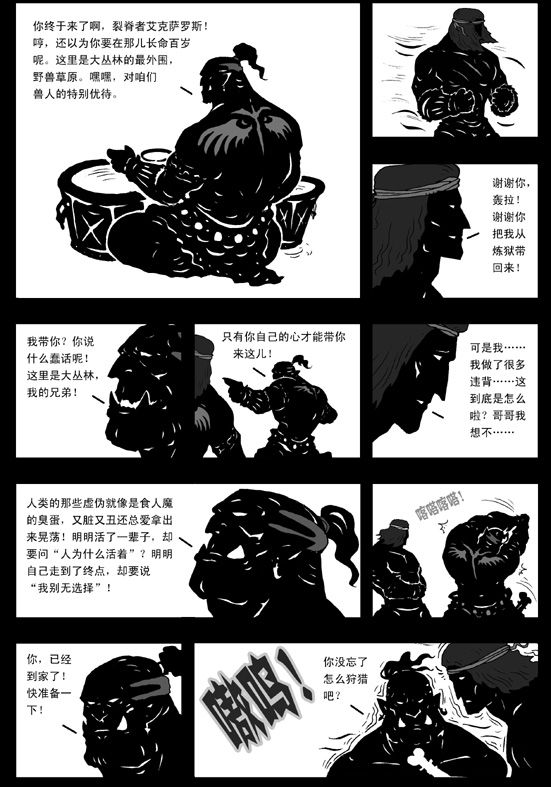 你终于来了啊，裂脊者艾克萨罗斯！
哼，还以为你要在那儿长命百岁
呢。这里是大丛林的最外围，
野兽草原。嘿嘿，对咱们
兽人的特别优待。
谢谢你，
轰拉！
谢谢你
把我从
炼狱带
回来！
我带你？你说
什么蠢话呢！
这里是大丛林，
我的兄弟！
只有你自己的心才能带你
来这儿！
可是我……
我做了很多
违背……这
到底是怎么
啦？哥哥我
想不……
人类的那些虚伪就像是食人魔
的臭蛋，又脏又丑还总爱拿出
来晃荡！明明活了一辈子，却
要问“人为什么活着”？明明
自己走到了终点，却要说
“我别无选择”！
喀喀喀喀！
你，已经
到家了！
快准备一
下！
嗷呜！
你没忘了
怎么狩猎
吧？